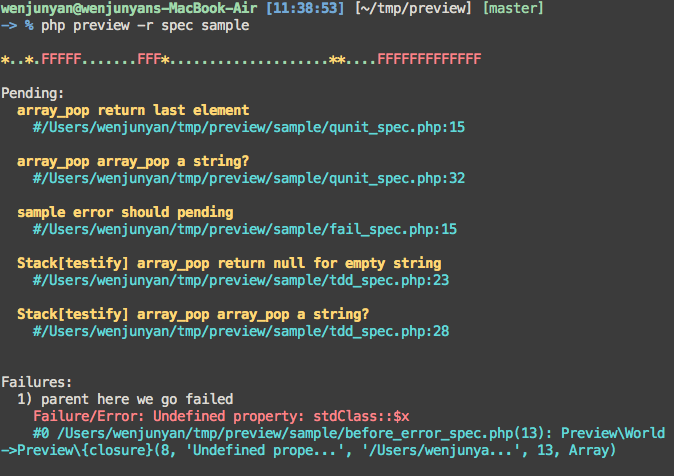 wenjunyan@wenjunyans-MacBook-Air [11:38:53] [~/tmp/preview] [master]
-> % php preview -r spec sample
*..*.FFFFF.......FFF*...................**....FFFFFFFFFFFFF
Pending:
array_pop return last element
#/Users/wenjunyan/tmp/preview/sample/qunit_spec.php:15
array_pop array_pop a string?
#/Users/wenjunyan/tmp/preview/sample/qunit_spec.php:32
sample error should pending
#/Users/wenjunyan/tmp/preview/sample/fail_spec.php:15
Stack[testify] array_pop return null for empty string
#/Users/wenjunyan/tmp/preview/sample/tdd_spec.php:23
Stack[testify] array_pop array_pop a string?
#/Users/wenjunyan/tmp/preview/sample/tdd_spec.php:28
Failures:
1) parent here we go failed
Failure/Error: Undefined property: stdClass::$x
#0 /Users/wenjunyan/tmp/preview/sample/before_error_spec.php(13): Preview\World
->Preview\{closure}(8, 'Undefined prope...', '/Users/wenjunya...', 13, Array)